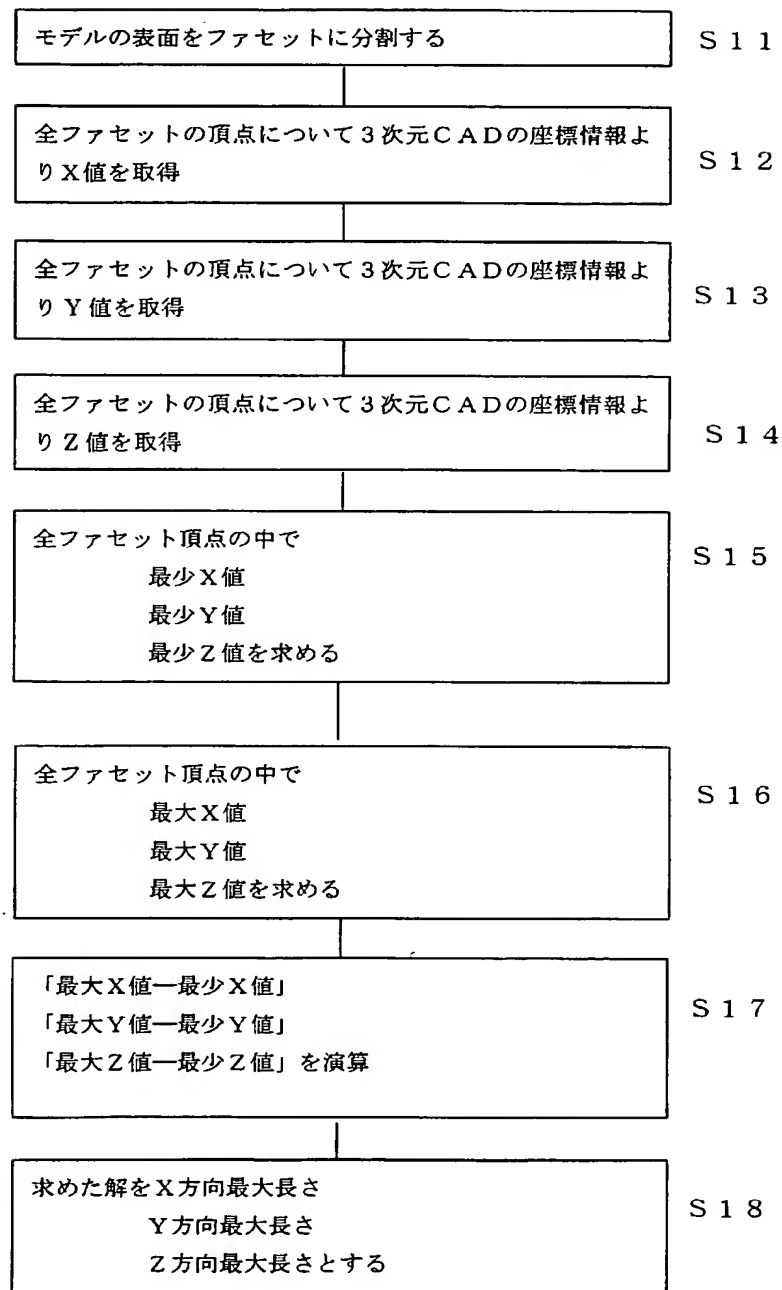 モデルの表面をファセットに分割する
S11
全ファセットの頂点について3次元CADの座標情報よ
りX値を取得
S12
全ファセットの頂点について3次元CADの座標情報よ
りY値を取得
S13
全ファセットの頂点について3次元CADの座標情報よ
りZ値を取得
S14
全ファセット頂点の中で
最少X値
最少Y値
最少Z値を求める
S15
全ファセット頂点の中で
最大X値
最大Y値
最大Z値を求める
S16
「最大X値―最少X値」
「最大Y値―最少Y値」
「最大Z値―最少Z値」を演算
S17
求めた解をX方向最大長さ
Y方向最大長さ
Z方向最大長さとする
S18